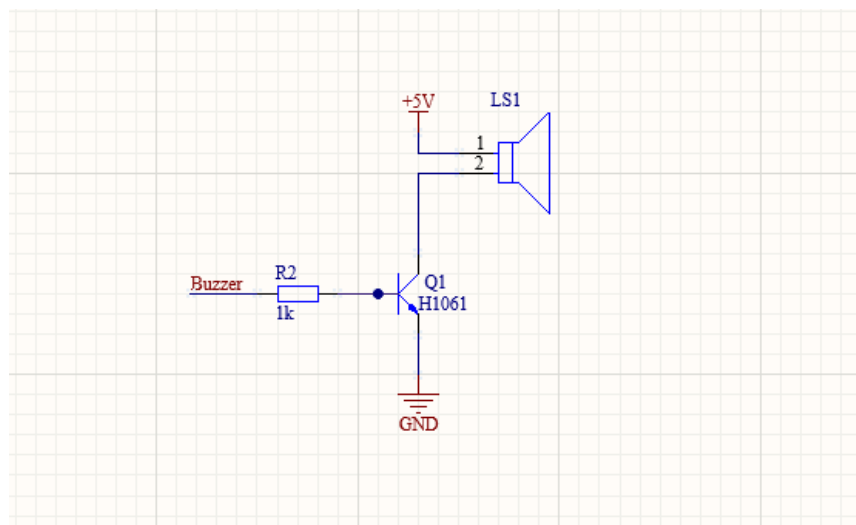 +5V
LS1
1
2
Buzzer
R2
1k
Q1
H1061
GND